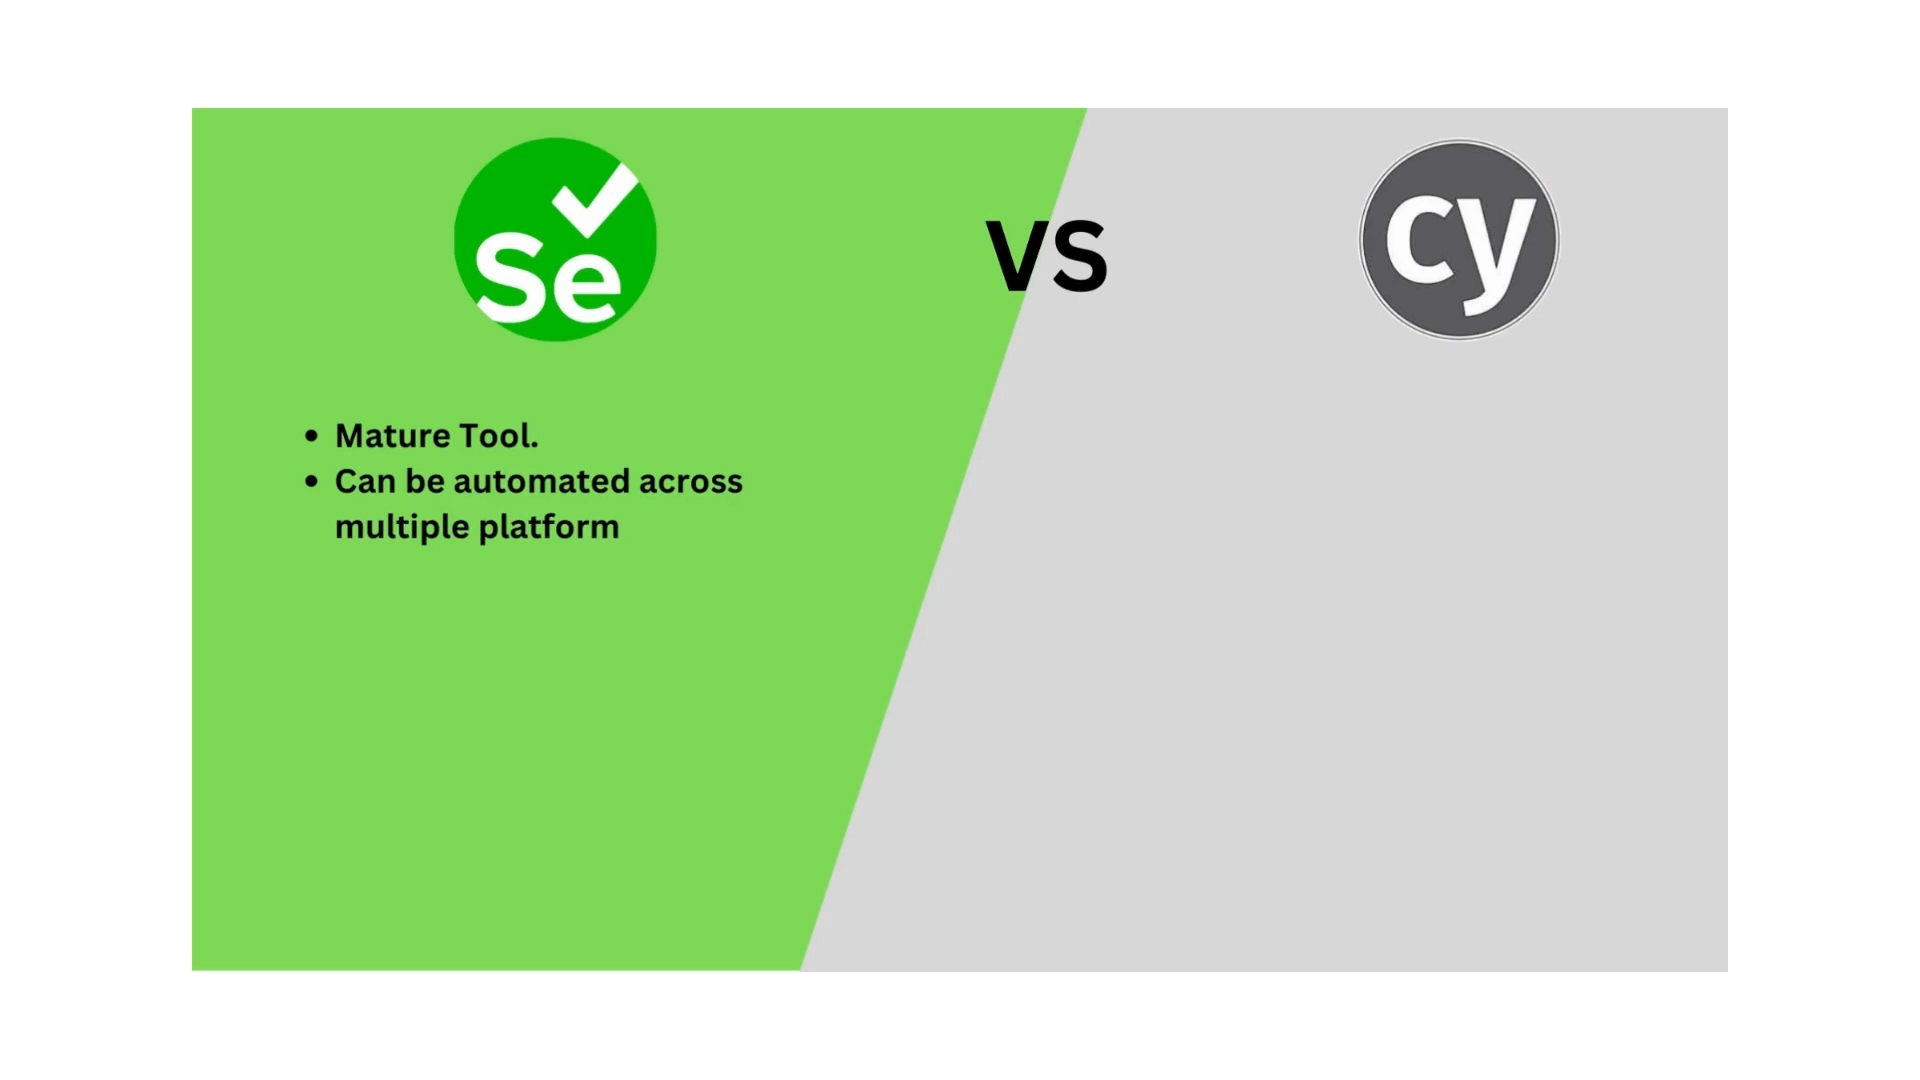 Se
VS
cy
• Mature Tool.
• Can be automated across
multiple platform